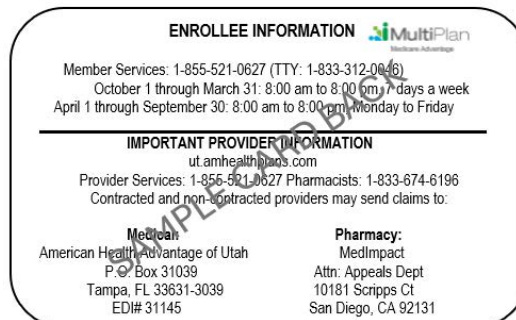 ENROLLEE INFORMATION
MultiPlan
Medicare Advantage
Member Services: 1-855-521-0627 (TTY: 1-833-312-0046)
October 1 through March 31: 8:00 am to 8:00 pm, 7 days a week
April 1 through September 30: 8:00 am to 8:00 pm, Monday to Friday
IMPORTANT PROVIDER INFORMATION
ut.amhealthplans.com
Provider Services: 1-855-521-0627 Pharmacists: 1-833-674-6196
Contracted and non-contracted providers may send claims to:
Medical:
American Health Advantage of Utah
P.O. Box 31039
Tampa, FL 33631-3039
EDI# 31145
Pharmacy:
MedImpact
Attn: Appeals Dept
10181 Scripps Ct
San Diego, CA 92131
SAMPLE CARD BACK